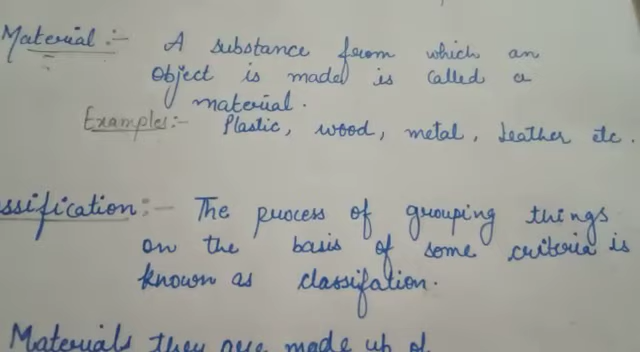 Material :-  A substance from which an
object is made is called a
material.
Examples:-  Plastic, wood, metal, leather etc.
ssification :-  The process of grouping things
on the basis of some criteria is
known as classifation.
Materials they are made up of